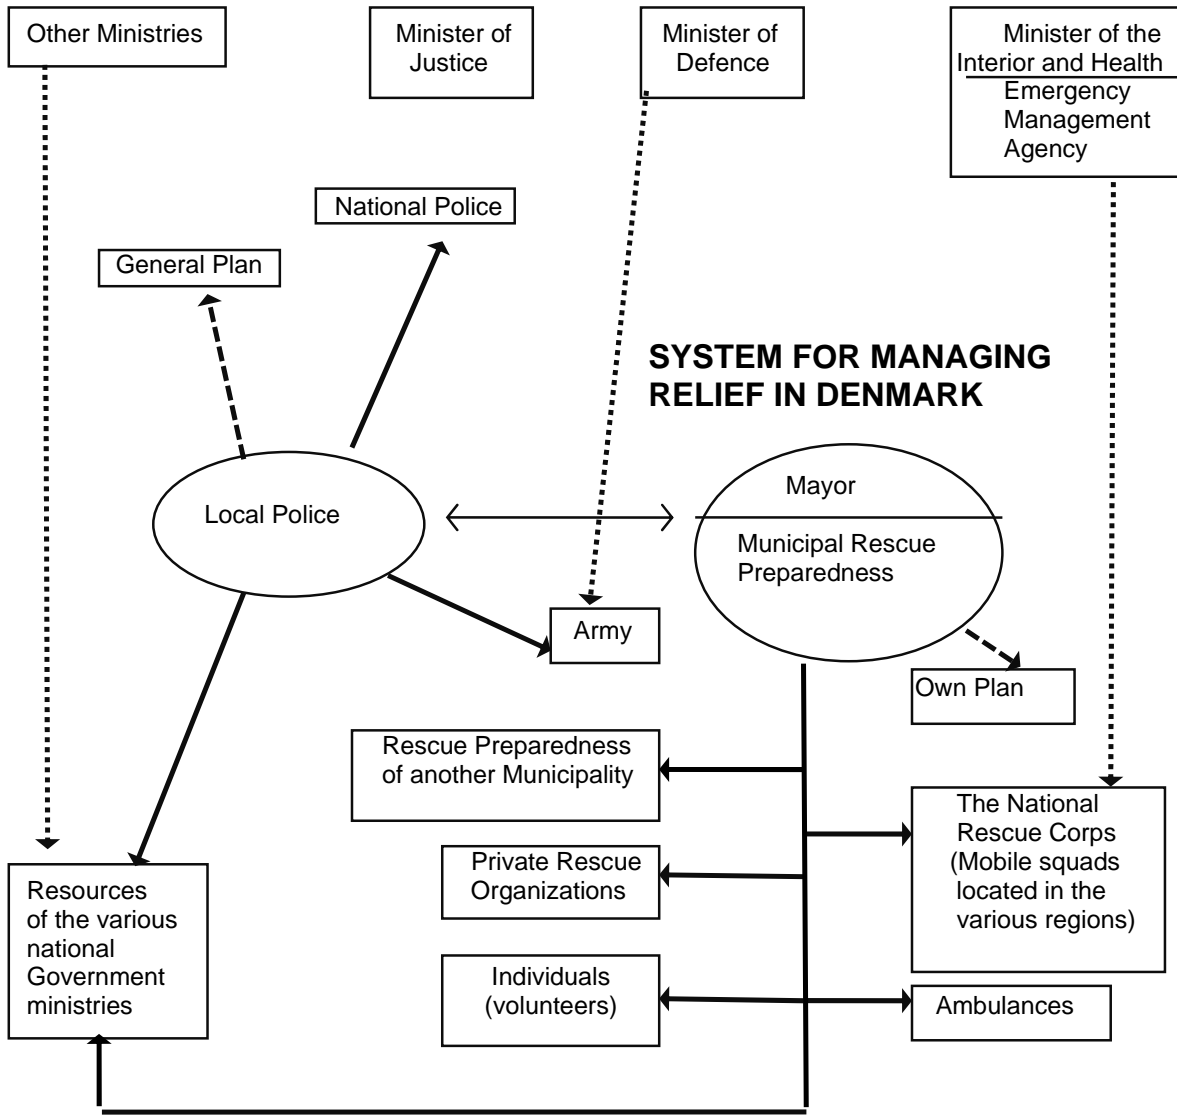 Other Ministries
Minister of
Justice
Minister of
Defence
Minister of the
Interior and Health
Emergency
Management
Agency
National Police
General Plan
SYSTEM FOR MANAGING
RELIEF IN DENMARK
Local Police
Mayor
Municipal Rescue
Preparedness
Army
Own Plan
Rescue Preparedness
of another Municipality
The National
Rescue Corps
(Mobile squads
located in the
various regions)
Private Rescue
Organizations
Resources
of the various
national
Government
ministries
Individuals
(volunteers)
Ambulances